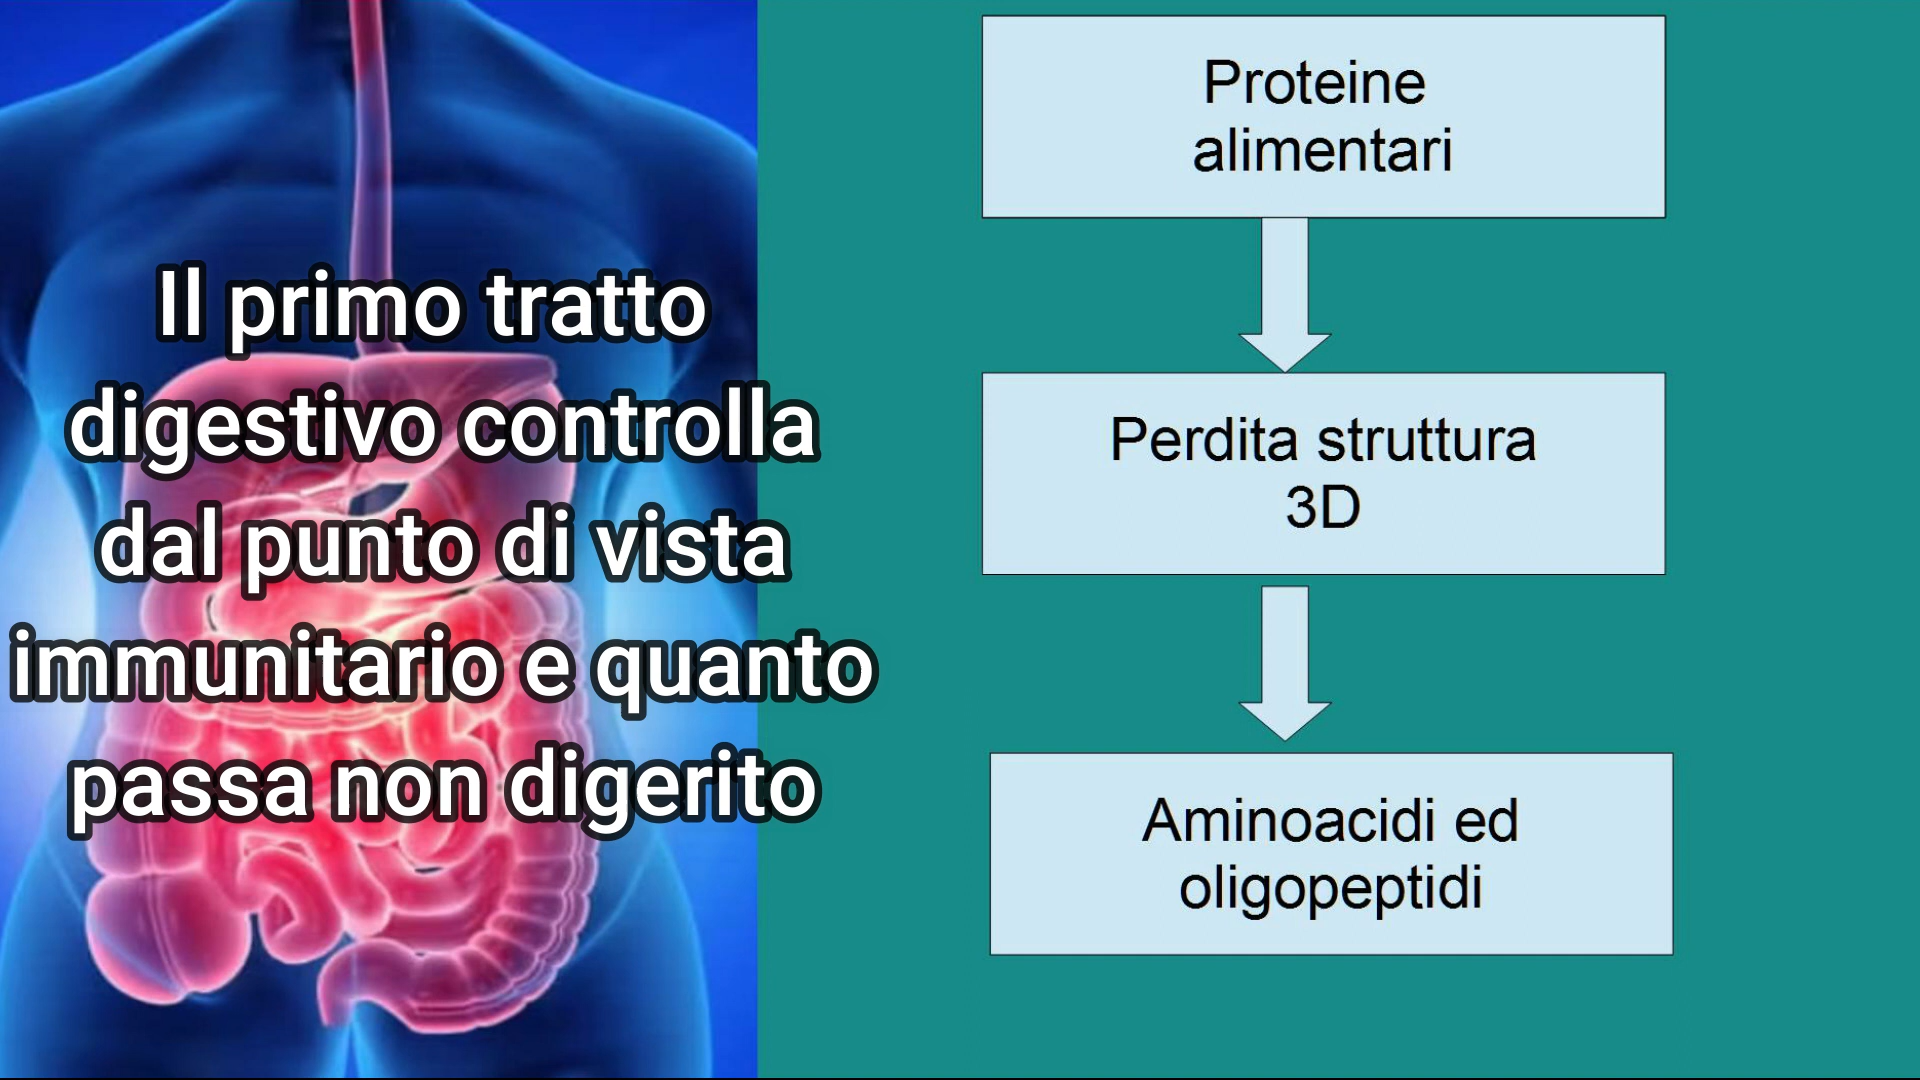 Il primo tratto
digestivo controlla
dal punto di vista
immunitario e quanto
passa non digerito
Proteine
alimentari
Perdita struttura
3D
Aminoacidi ed
oligopeptidi